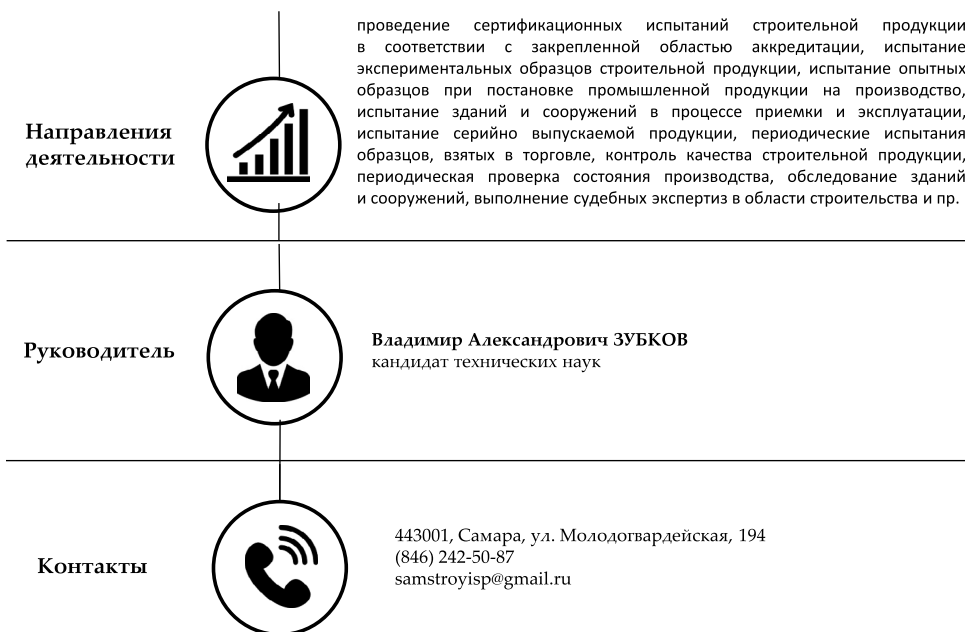 проведение сертификационных испытаний строительной продукции
в соответствии с закрепленной областью аккредитации, испытание
экспериментальных образцов строительной продукции, испытание опытных
образцов при постановке промышленной продукции на производство,
испытание зданий и сооружений в процессе приемки и эксплуатации,
испытание серийно выпускаемой продукции, периодические испытания
образцов, взятых в торговле, контроль качества строительной продукции,
периодическая проверка состояния производства, обследование зданий
и сооружений, выполнение судебных экспертиз в области строительства и пр.
Направления
деятельности
Руководитель
Владимир Александрович ЗУБКОВ
кандидат технических наук
Контакты
443001, Самара, ул. Молодогвардейская, 194
(846) 242-50-87
samstroyisp@gmail.ru